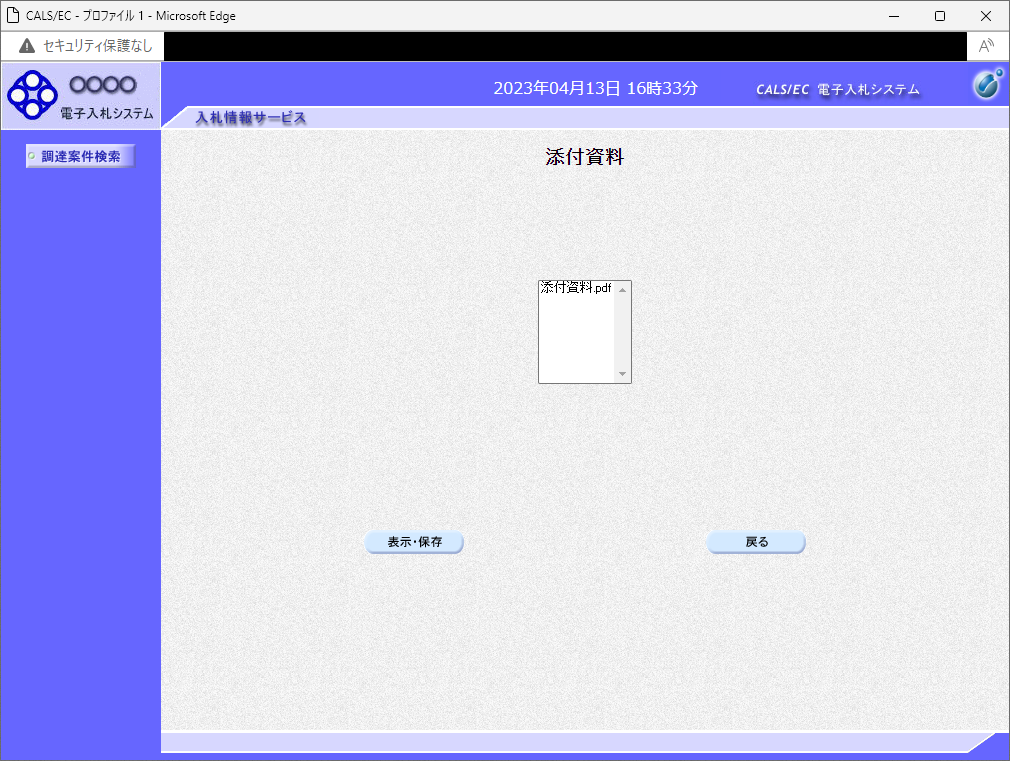 CALS/EC - プロファイル 1 - Microsoft Edge
セキュリティ保護なし
〇〇〇〇
電子入札システム
2023年04月13日 16時33分
CALS/EC 電子入札システム
入札情報サービス
調達案件検索
添付資料
添付資料.pdf
表示・保存
戻る